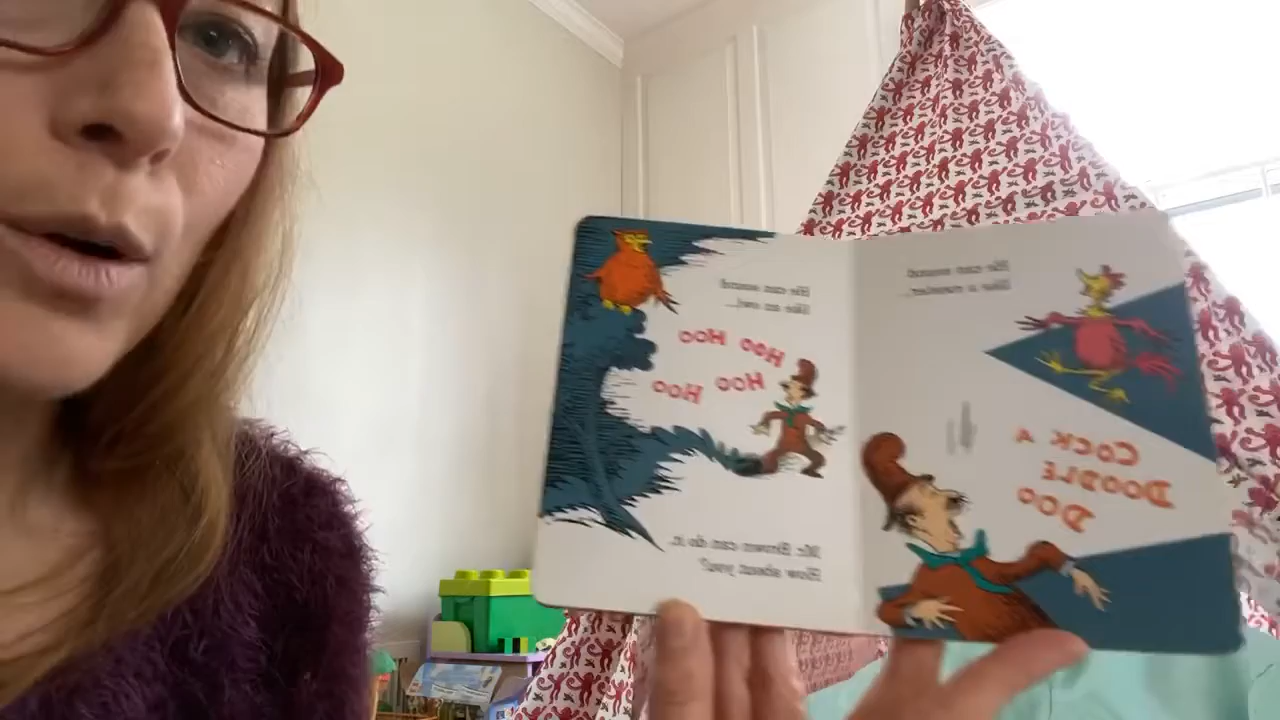 He can sound
like a rooster...
COCK A
DOODLE
DOO
He can sound
like an owl...
HOO HOO
HOO HOO
Mr. Brown can do it.
How about you?